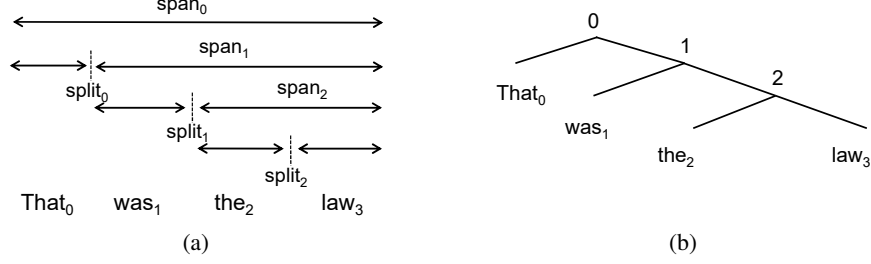 span₀
span₁
split₀
span₂
split₁
split₂
That₀ was₁ the₂ law₃
(a)
0
1
2
That₀
was₁
the₂
law₃
(b)